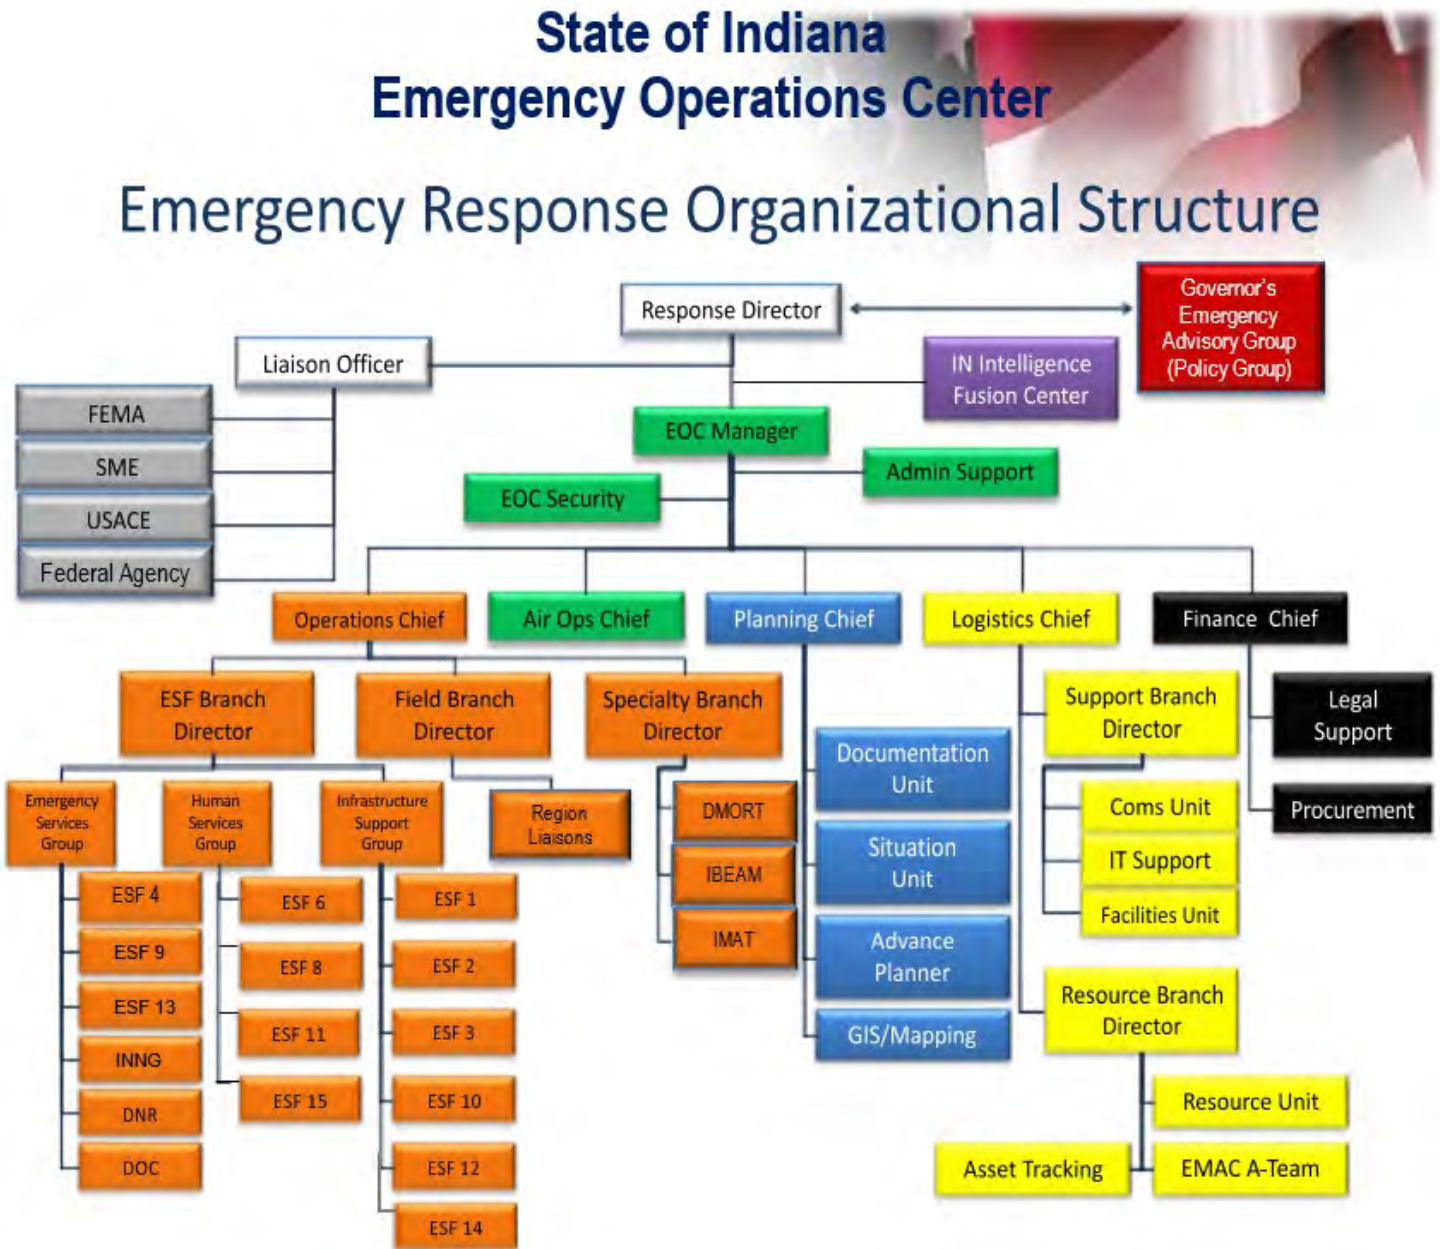 State of Indiana
Emergency Operations Center
Emergency Response Organizational Structure
Response Director
Governor's
Emergency
Advisory Group
(Policy Group)
Liaison Officer
IN Intelligence
Fusion Center
FEMA
SME
USACE
Federal Agency
EOC Manager
Admin Support
EOC Security
Operations Chief
Air Ops Chief
Planning Chief
Logistics Chief
Finance Chief
ESF Branch
Director
Field Branch
Director
Specialty Branch
Director
Emergency
Services
Group
Human
Services
Group
Infrastructure
Support
Group
Region
Liaisons
DMORT
IBEAM
IMAT
ESF 4
ESF 9
ESF 13
INNG
DNR
DOC
ESF 6
ESF 8
ESF 11
ESF 15
ESF 1
ESF 2
ESF 3
ESF 10
ESF 12
ESF 14
Documentation
Unit
Situation
Unit
Advance
Planner
GIS/Mapping
Support Branch
Director
Coms Unit
IT Support
Facilities Unit
Resource Branch
Director
Resource Unit
Asset Tracking
EMAC A-Team
Legal
Support
Procurement